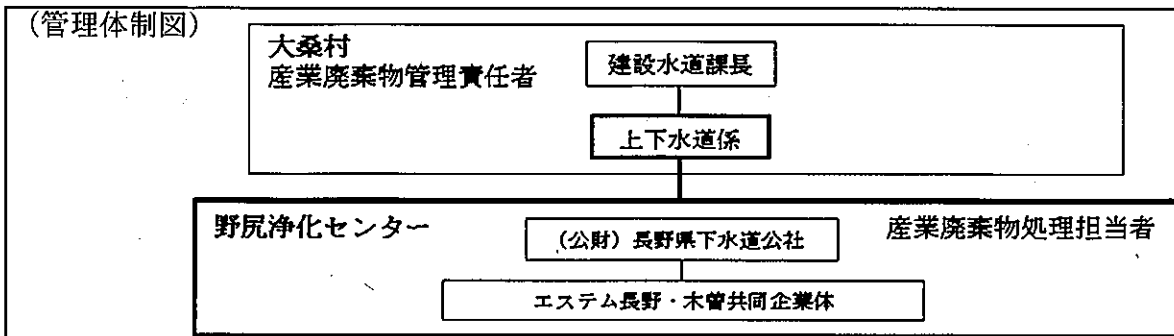 (管理体制図)
大桑村
産業廃棄物管理責任者
建設水道課長
上下水道係
野尻浄化センター
産業廃棄物処理担当者
（公財）長野県下水道公社
エステム長野・木曽共同企業体